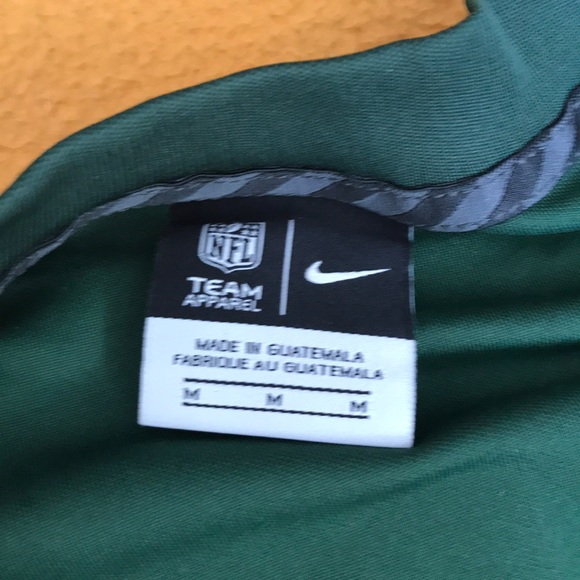 NFL
TEAM
APPAREL
MADE IN GUATEMALA
FABRIQUE AU GUATEMALA
M M M